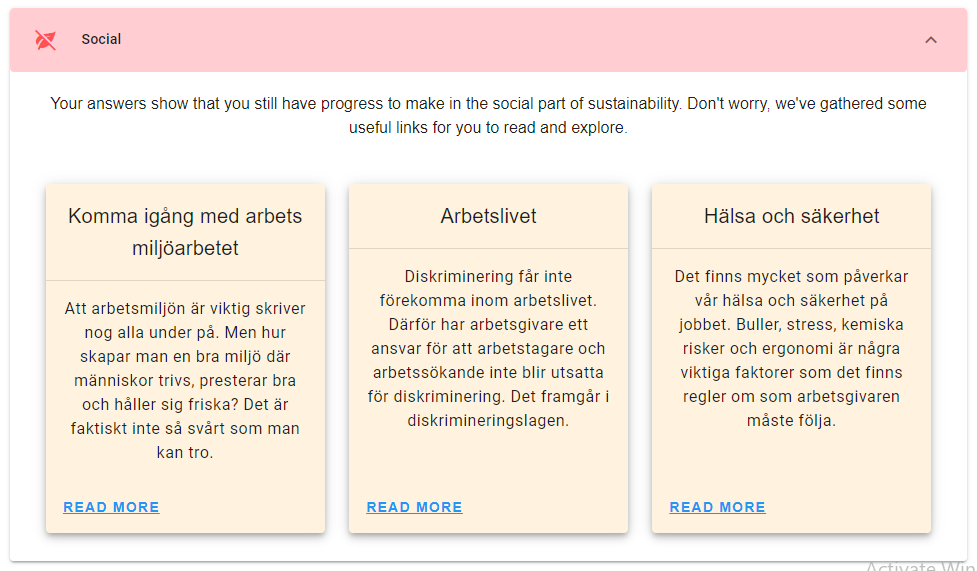 Social
Your answers show that you still have progress to make in the social part of sustainability. Don't worry, we've gathered some
useful links for you to read and explore.
Komma igång med arbets
miljöarbetet
Att arbetsmiljön är viktig skriver
nog alla under på. Men hur
skapar man en bra miljö där
människor trivs, presterar bra
och håller sig friska? Det är
faktiskt inte så svårt som man
kan tro.
READ MORE
Arbetslivet
Diskriminering får inte
förekomma inom arbetslivet.
Därför har arbetsgivare ett
ansvar för att arbetstagare och
arbetssökande inte blir utsatta
för diskriminering. Det framgår i
diskrimineringslagen.
READ MORE
Hälsa och säkerhet
Det finns mycket som påverkar
vår hälsa och säkerhet på
jobbet. Buller, stress, kemiska
risker och ergonomi är några
viktiga faktorer som det finns
regler om som arbetsgivaren
måste följa.
READ MORE
Activate Win